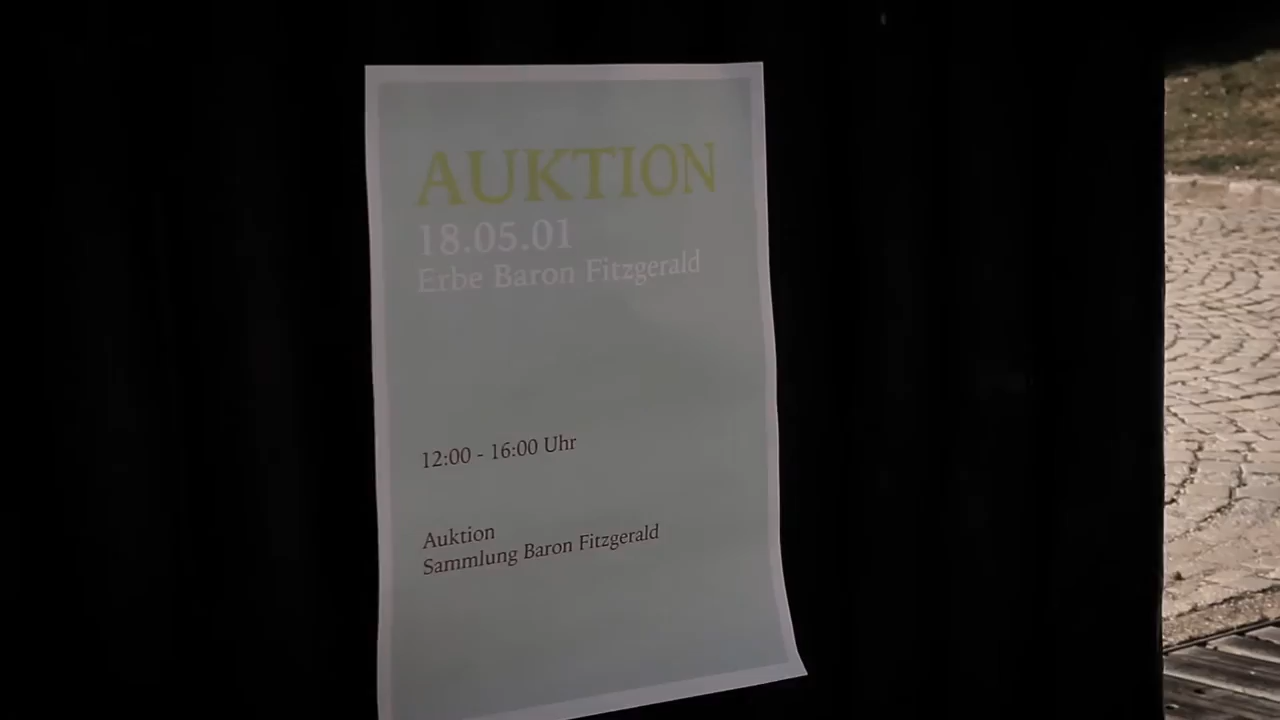 AUKTION
18.05.01
Erbe Baron Fitzgerald
12:00 - 16:00 Uhr
Auktion
Sammlung Baron Fitzgerald